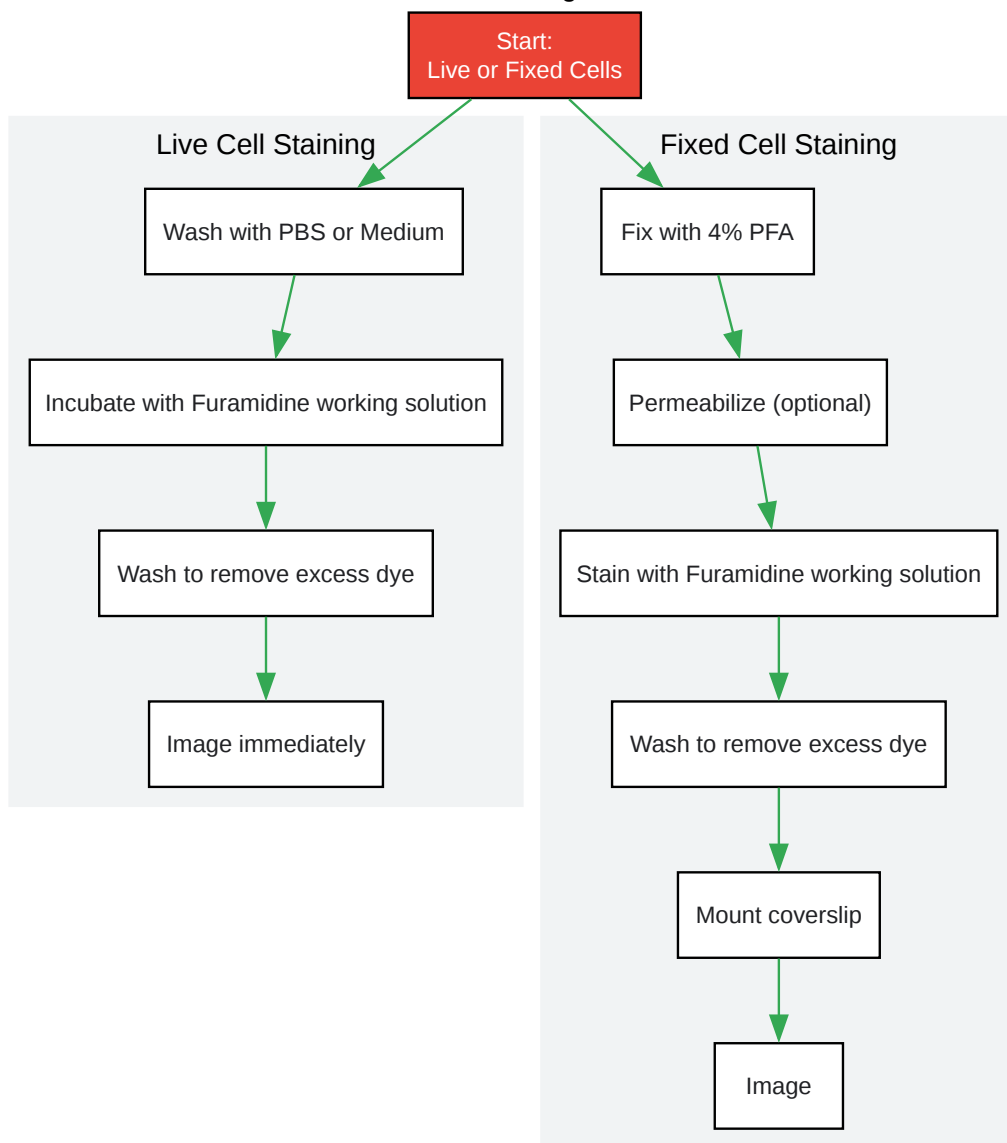 Start:
Live or Fixed Cells
Live Cell Staining
Wash with PBS or Medium
Incubate with Furamidine working solution
Wash to remove excess dye
Image immediately
Fixed Cell Staining
Fix with 4% PFA
Permeabilize (optional)
Stain with Furamidine working solution
Wash to remove excess dye
Mount coverslip
Image